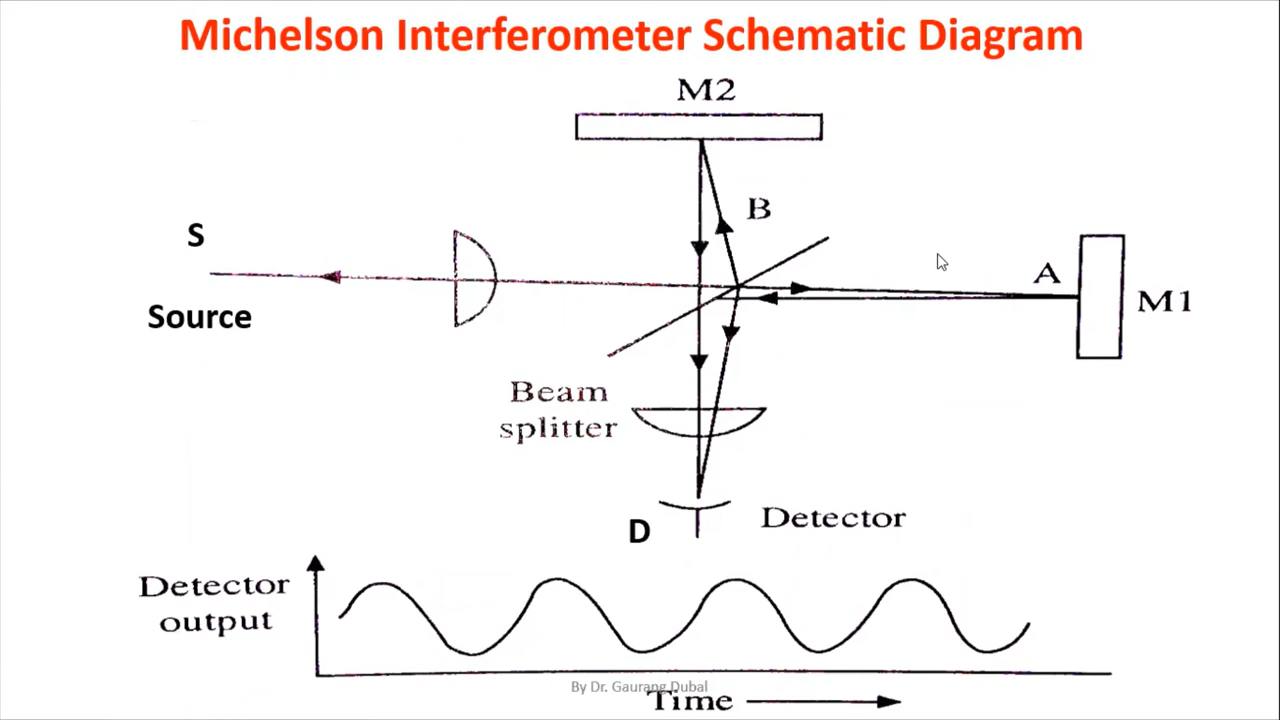 Michelson Interferometer Schematic Diagram
M2
B
S
A
M1
Source
Beam
splitter
D
Detector
Detector
output
By Dr. Gaurang Dubal
Time